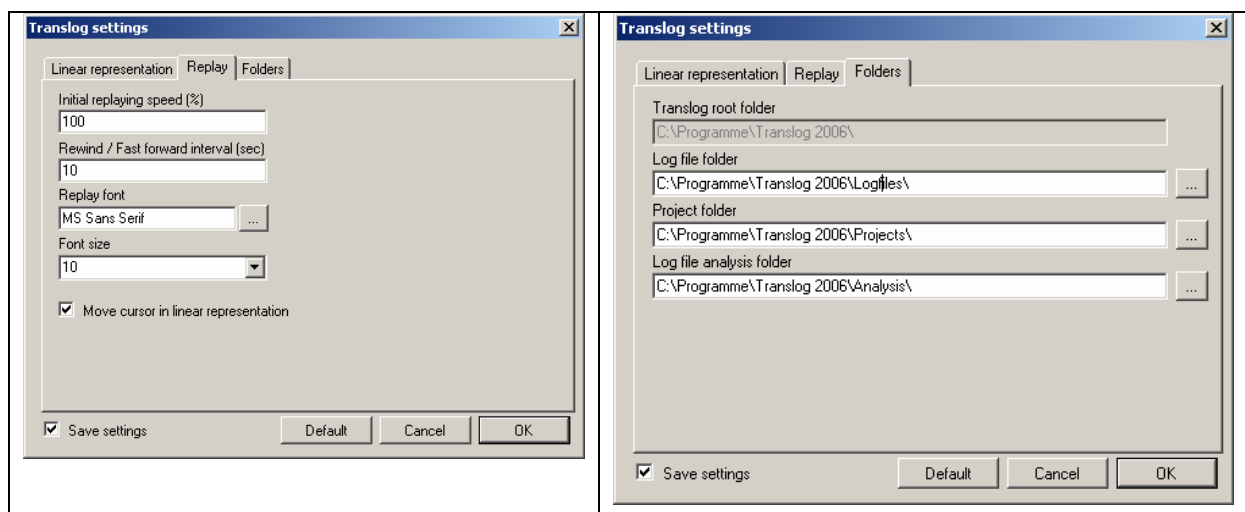 Translog settings
Linear representation Replay Folders
Initial replaying speed (%)
100
Rewind / Fast forward interval (sec)
10
Replay font
MS Sans Serif ...
Font size
10
Move cursor in linear representation
Save settings Default Cancel OK
Translog settings
Linear representation Replay Folders
Translog root folder
C:\Programme\Translog 2006\
Log file folder
C:\Programme\Translog 2006\Logfiles\ ...
Project folder
C:\Programme\Translog 2006\Projects\ ...
Log file analysis folder
C:\Programme\Translog 2006\Analysis\ ...
Save settings Default Cancel OK